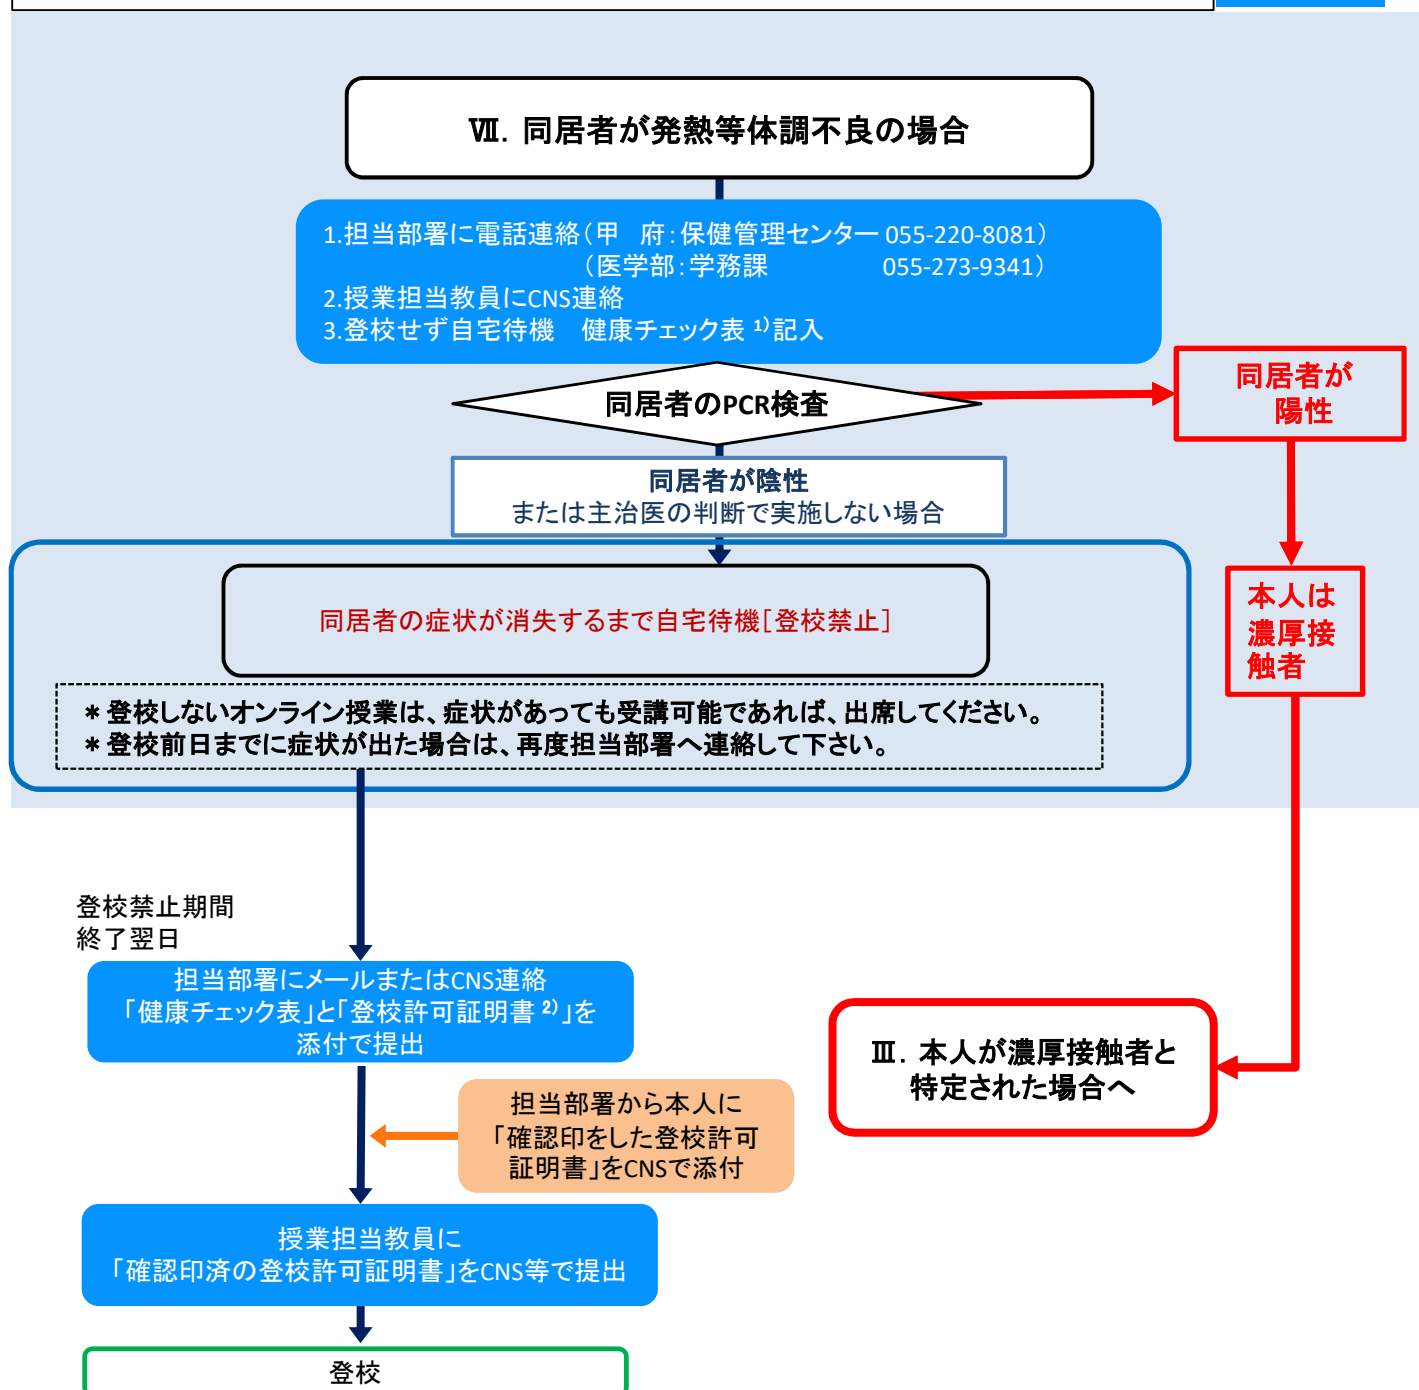 Ⅶ．同居者が発熱等体調不良の場合
1.担当部署に電話連絡（甲　府：保健管理センター 055-220-8081）
（医学部：学務課　　　　055-273-9341）
2.授業担当教員にCNS連絡
3.登校せず自宅待機　健康チェック表 1)記入
同居者のPCR検査
同居者が
陽性
同居者が陰性
または主治医の判断で実施しない場合
同居者の症状が消失するまで自宅待機［登校禁止］
本人は
濃厚接
触者
＊登校しないオンライン授業は、症状があっても受講可能であれば、出席してください。
＊登校前日までに症状が出た場合は、再度担当部署へ連絡して下さい。
登校禁止期間
終了翌日
担当部署にメールまたはCNS連絡
「健康チェック表」と「登校許可証明書 2)」を
添付で提出
Ⅲ．本人が濃厚接触者と
特定された場合へ
担当部署から本人に
「確認印をした登校許可
証明書」をCNSで添付
授業担当教員に
「確認印済の登校許可証明書」をCNS等で提出
登校